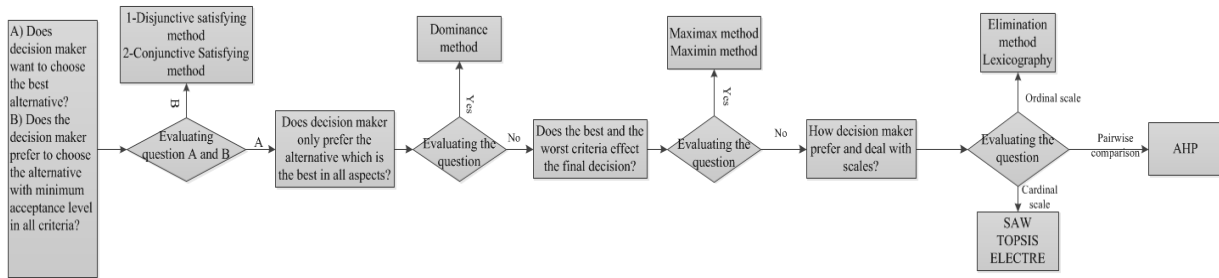 A) Does
decision maker
want to choose
the best
alternative?
B) Does the
decision maker
prefer to choose
the alternative
with minimum
acceptance level
in all criteria?
1-Disjunctive satisfying
method
2-Conjunctive Satisfying
method
B
Evaluating
question A and B
A
Does decision maker
only prefer the
alternative which is
the best in all aspects?
Dominance
method
Yes
Evaluating the
question
No
Does the best and the
worst criteria effect
the final decision?
Maximax method
Maximin method
Yes
Evaluating the
question
No
How decision maker
prefer and deal with
scales?
Elimination
method
Lexicography
Ordinal scale
Evaluating the
question
Pairwise
comparison
AHP
Cardinal
scale
SAW
TOPSIS
ELECTRE